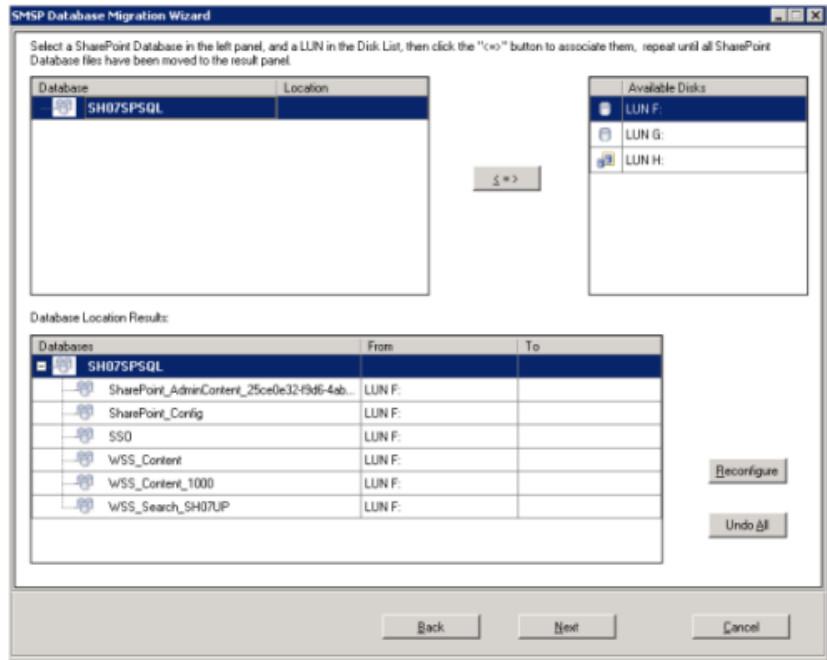 SMSP Database Migration Wizard
Select a SharePoint Database in the left panel, and a LUN in the Disk List, then click the "<=>" button to associate them, repeat until all SharePoint
Database files have been moved to the result panel.
Database Location
SH07SPSQL
Available Disks
LUN F:
LUN G:
LUN H:
<=>
Database Location Results:
Databases From To
SH07SPSQL
SharePoint_AdminContent_25ce0e32-f9d6-4ab... LUN F:
SharePoint_Config LUN F:
SSO LUN F:
WSS_Content LUN F:
WSS_Content_1000 LUN F:
WSS_Search_SH07UP LUN F:
Reconfigure
Undo All
Back Next Cancel